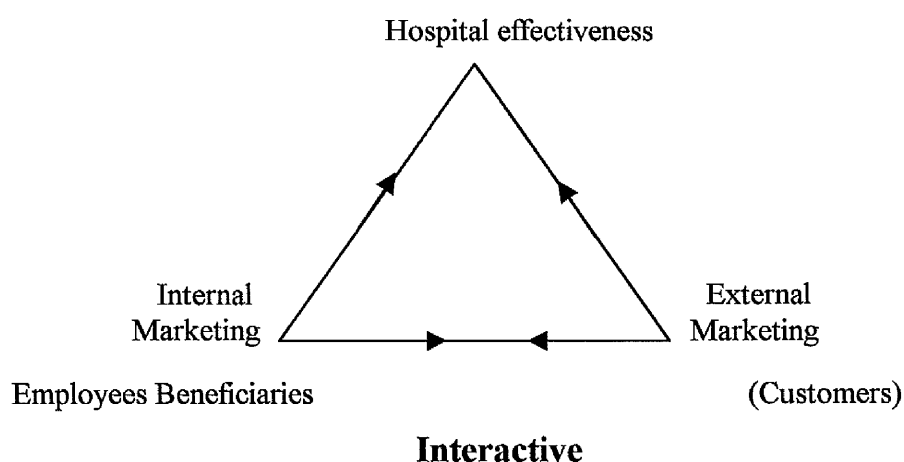 Hospital effectiveness
Internal
Marketing
External
Marketing
Employees Beneficiaries
(Customers)
Interactive